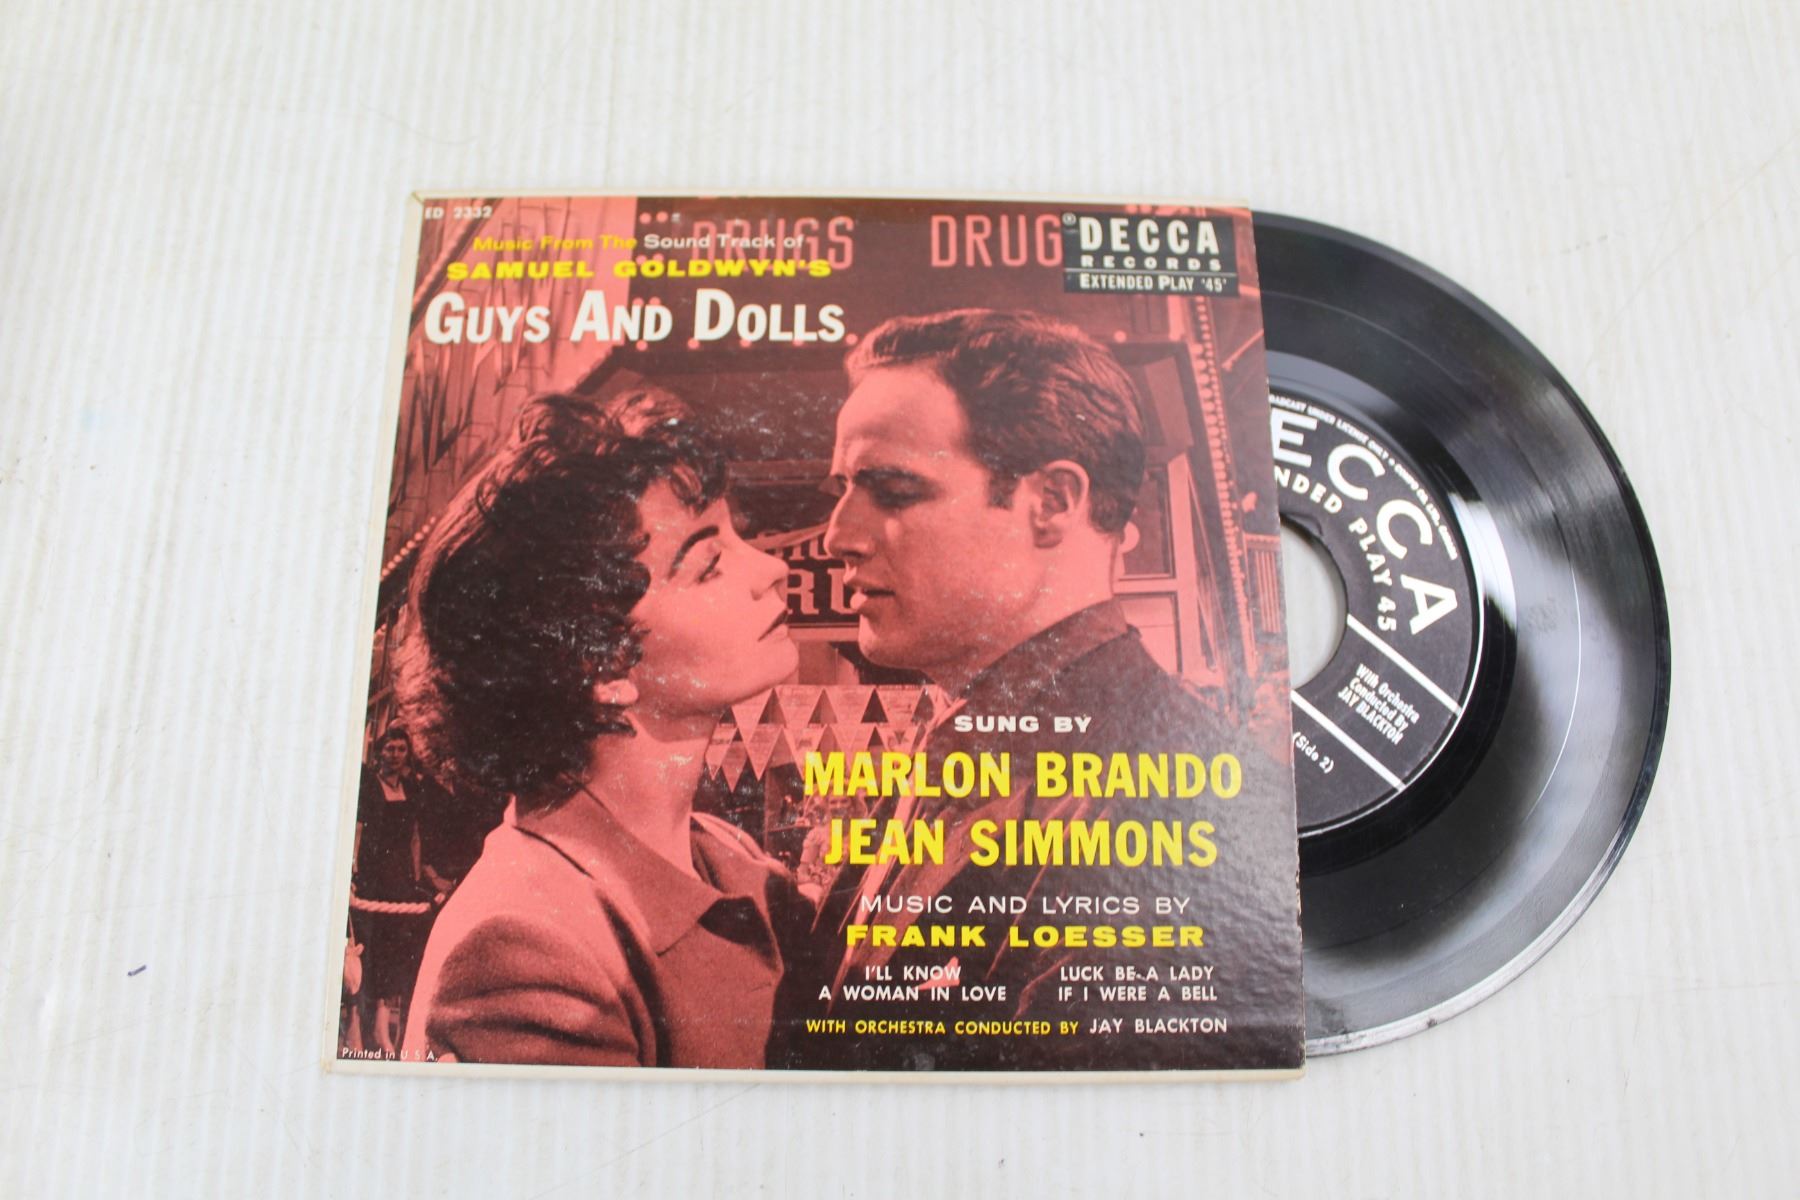 ED 2332
Music From The Sound Track of
SAMUEL GOLDWYN'S
GUYS AND DOLLS
DRUGS DRUG
® DECCA
RECORDS
EXTENDED PLAY '45'
SUNG BY
MARLON BRANDO
JEAN SIMMONS
MUSIC AND LYRICS BY
FRANK LOESSER
I'LL KNOW
A WOMAN IN LOVE
LUCK BE A LADY
IF I WERE A BELL
WITH ORCHESTRA CONDUCTED BY JAY BLACKTON
Printed in U S A.
ECCA
NDED PLAY 45
With Orchestra
Conducted By
JAY BLACKTON
(Side 2)
UNDER LICENSE ONLY